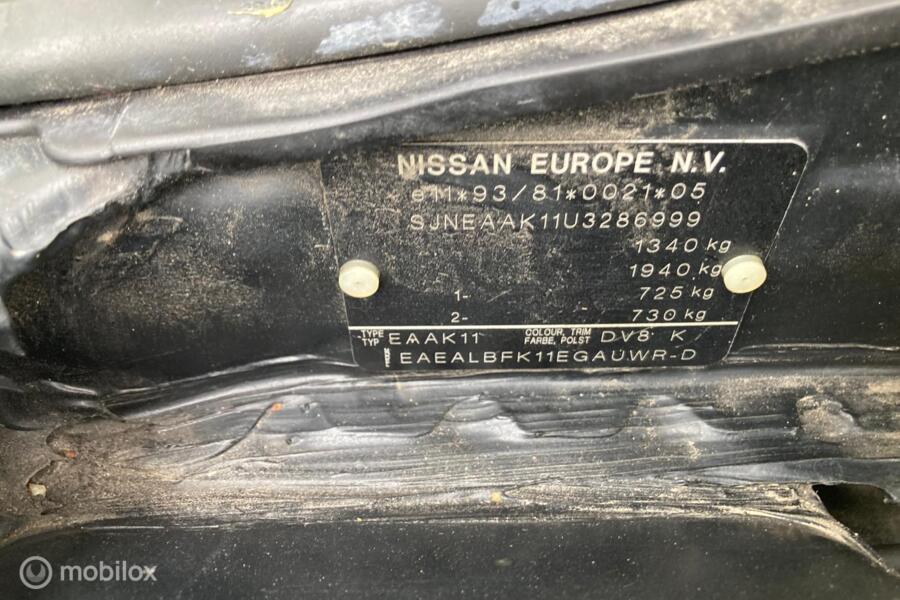 NISSAN EUROPE N.V.
e11*93/81*0021*05
SJNEAAK11U3286999
1340 kg
1940 kg
1- 725 kg
2- 730 kg
TYPE TYP EAAK11 COLOUR, TRIM FARBE, POLST DV8 K
EAEALBFK11EGAUWR-D
mobilox